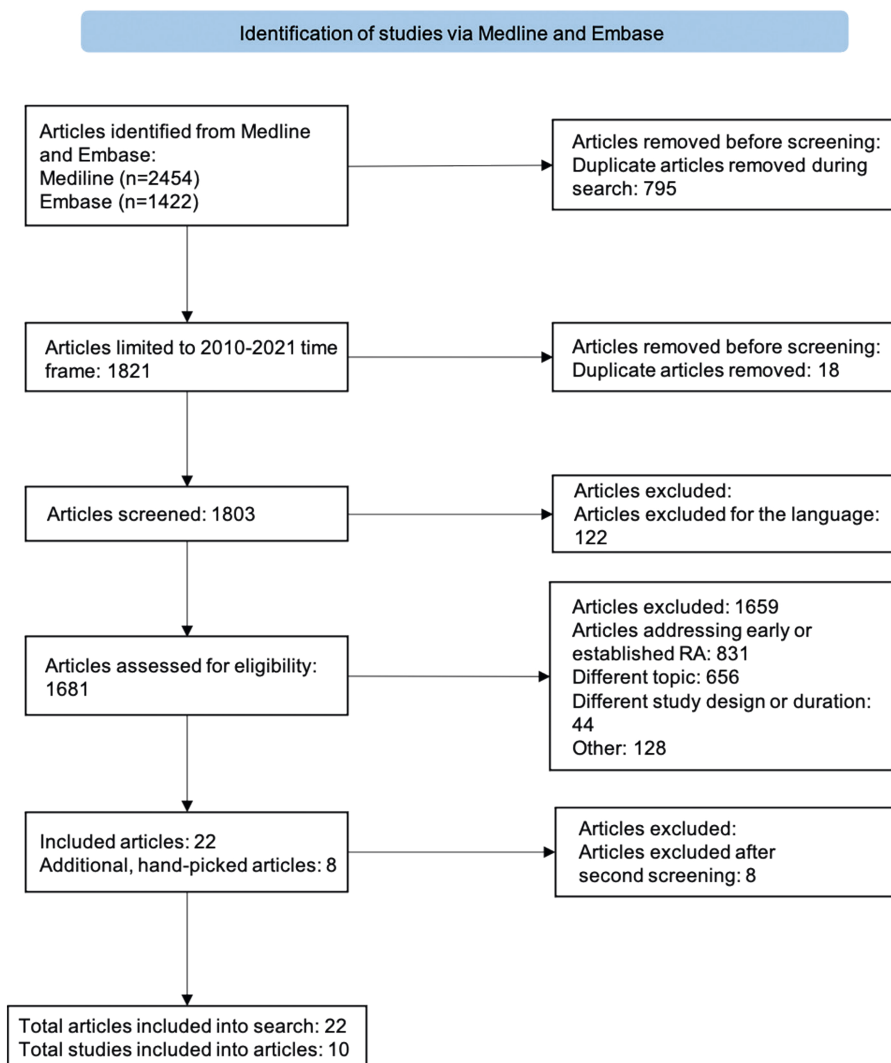 Identification of studies via Medline and Embase
Articles identified from Medline
and Embase:
Mediline (n=2454)
Embase (n=1422)
Articles removed before screening:
Duplicate articles removed during
search: 795
Articles limited to 2010-2021 time
frame: 1821
Articles removed before screening:
Duplicate articles removed: 18
Articles screened: 1803
Articles excluded:
Articles excluded for the language:
122
Articles assessed for eligibility:
1681
Articles excluded: 1659
Articles addressing early or
established RA: 831
Different topic: 656
Different study design or duration:
44
Other: 128
Included articles: 22
Additional, hand-picked articles: 8
Articles excluded:
Articles excluded after
second screening: 8
Total articles included into search: 22
Total studies included into articles: 10